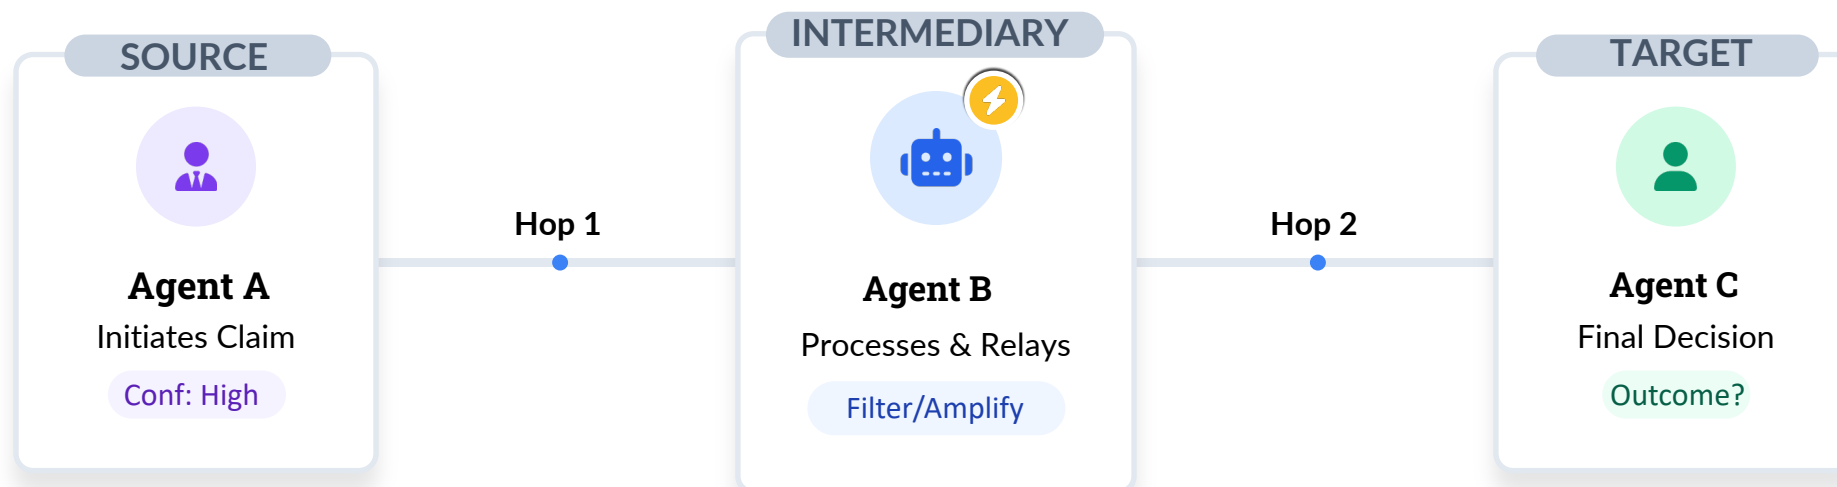 SOURCE
Agent A
Initiates Claim
Conf: High
Hop 1
INTERMEDIARY
Agent B
Processes & Relays
Filter/Amplify
Hop 2
TARGET
Agent C
Final Decision
Outcome?